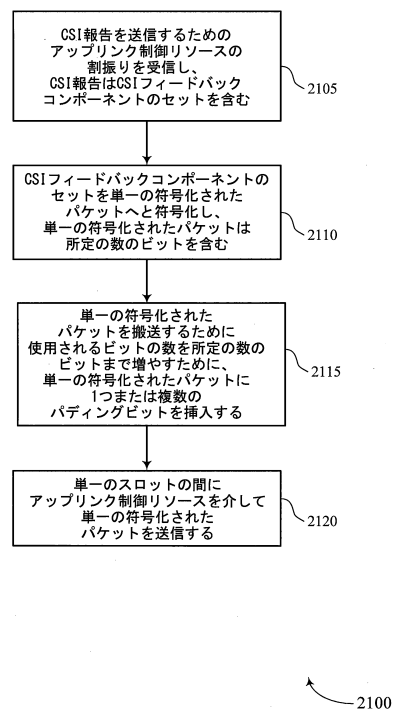 CSI報告を送信するための
アップリンク制御リソースの
割振りを受信し、
CSI報告はCSIフィードバック
コンポーネントのセットを含む
2105
CSIフィードバックコンポーネントの
セットを単一の符号化された
パケットへと符号化し、
単一の符号化されたパケットは
所定の数のビットを含む
2110
単一の符号化された
パケットを搬送するために
使用されるビットの数を所定の数の
ビットまで増やすために、
単一の符号化されたパケットに
1つまたは複数の
パディングビットを挿入する
2115
単一のスロットの間に
アップリンク制御リソースを介して
単一の符号化された
パケットを送信する
2120
2100